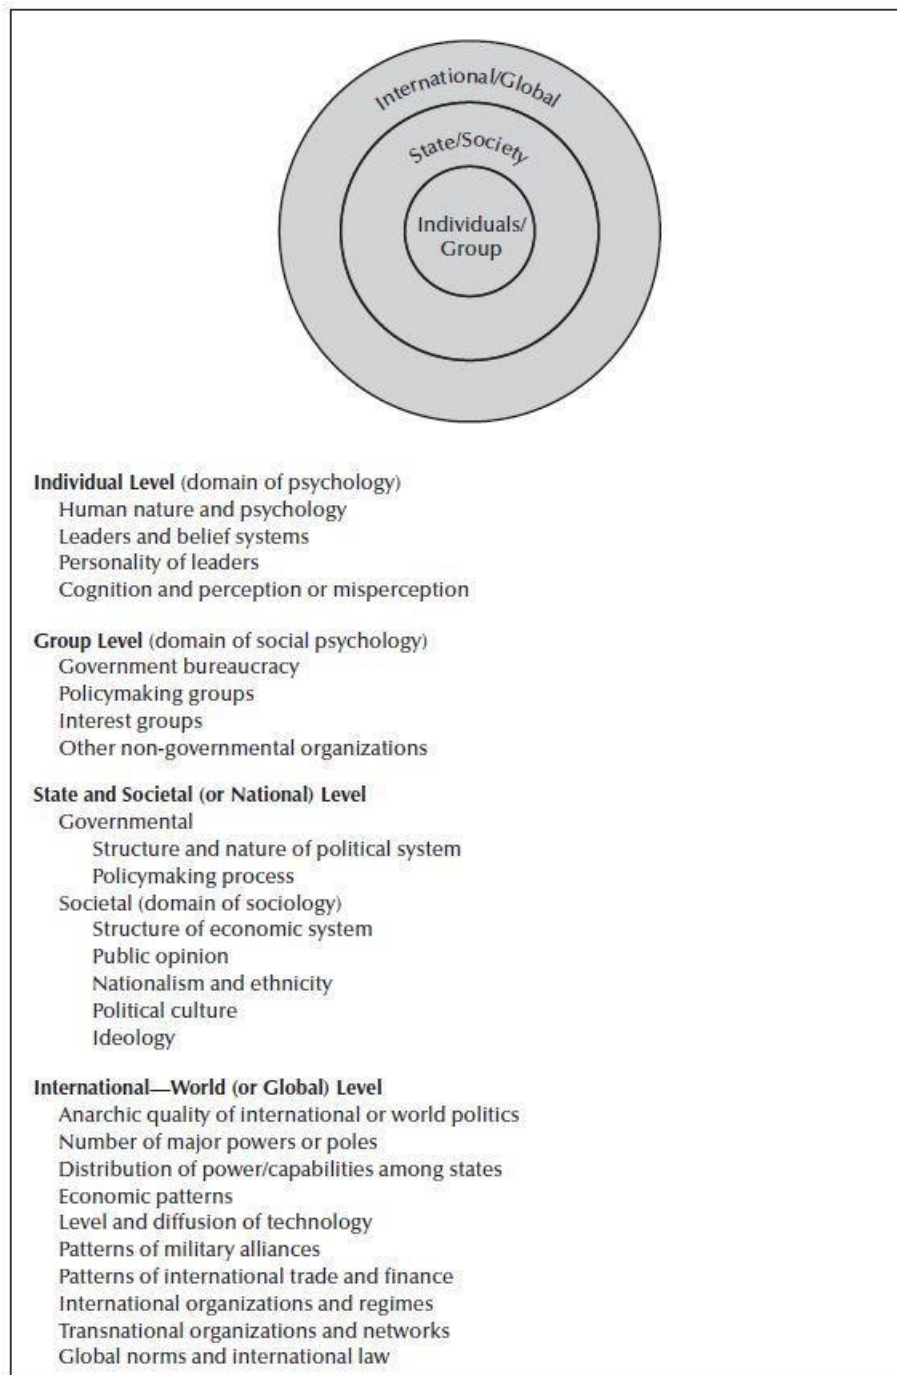 International/Global
State/Society
Individuals/
Group
Individual Level (domain of psychology)
Human nature and psychology
Leaders and belief systems
Personality of leaders
Cognition and perception or misperception
Group Level (domain of social psychology)
Government bureaucracy
Policymaking groups
Interest groups
Other non-governmental organizations
State and Societal (or National) Level
Governmental
Structure and nature of political system
Policymaking process
Societal (domain of sociology)
Structure of economic system
Public opinion
Nationalism and ethnicity
Political culture
Ideology
International—World (or Global) Level
Anarchic quality of international or world politics
Number of major powers or poles
Distribution of power/capabilities among states
Economic patterns
Level and diffusion of technology
Patterns of military alliances
Patterns of international trade and finance
International organizations and regimes
Transnational organizations and networks
Global norms and international law